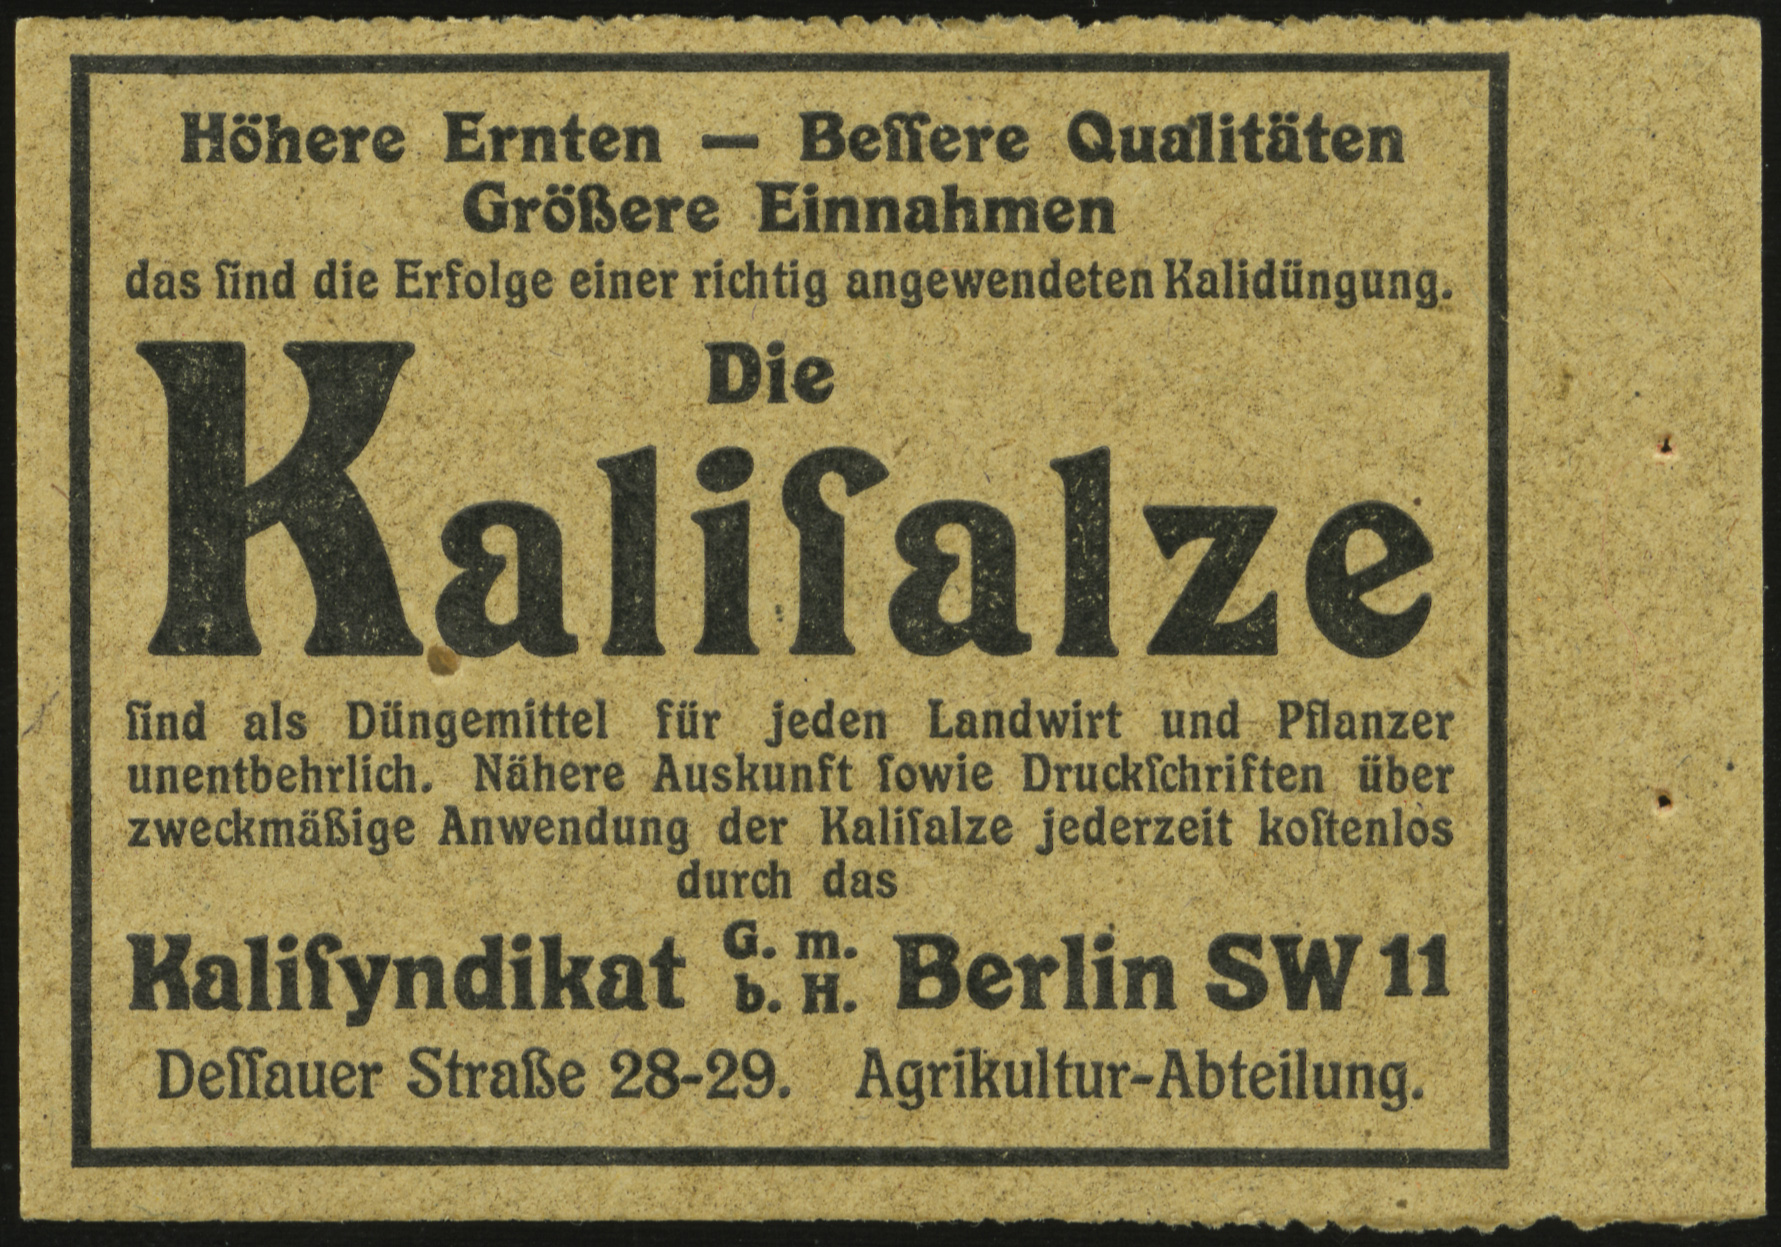 Höhere Ernten — Beſſere Qualitäten
Größere Einnahmen
das ſind die Erfolge einer richtig angewendeten Kalidüngung.
Die
Kaliſalze
ſind als Düngemittel für jeden Landwirt und Pflanzer
unentbehrlich. Nähere Auskunft ſowie Druckſchriften über
zweckmäßige Anwendung der Kaliſalze jederzeit koſtenlos
durch das
Kaliſyndikat G. m. b. H. Berlin SW 11
Deſſauer Straße 28-29. Agrikultur-Abteilung.